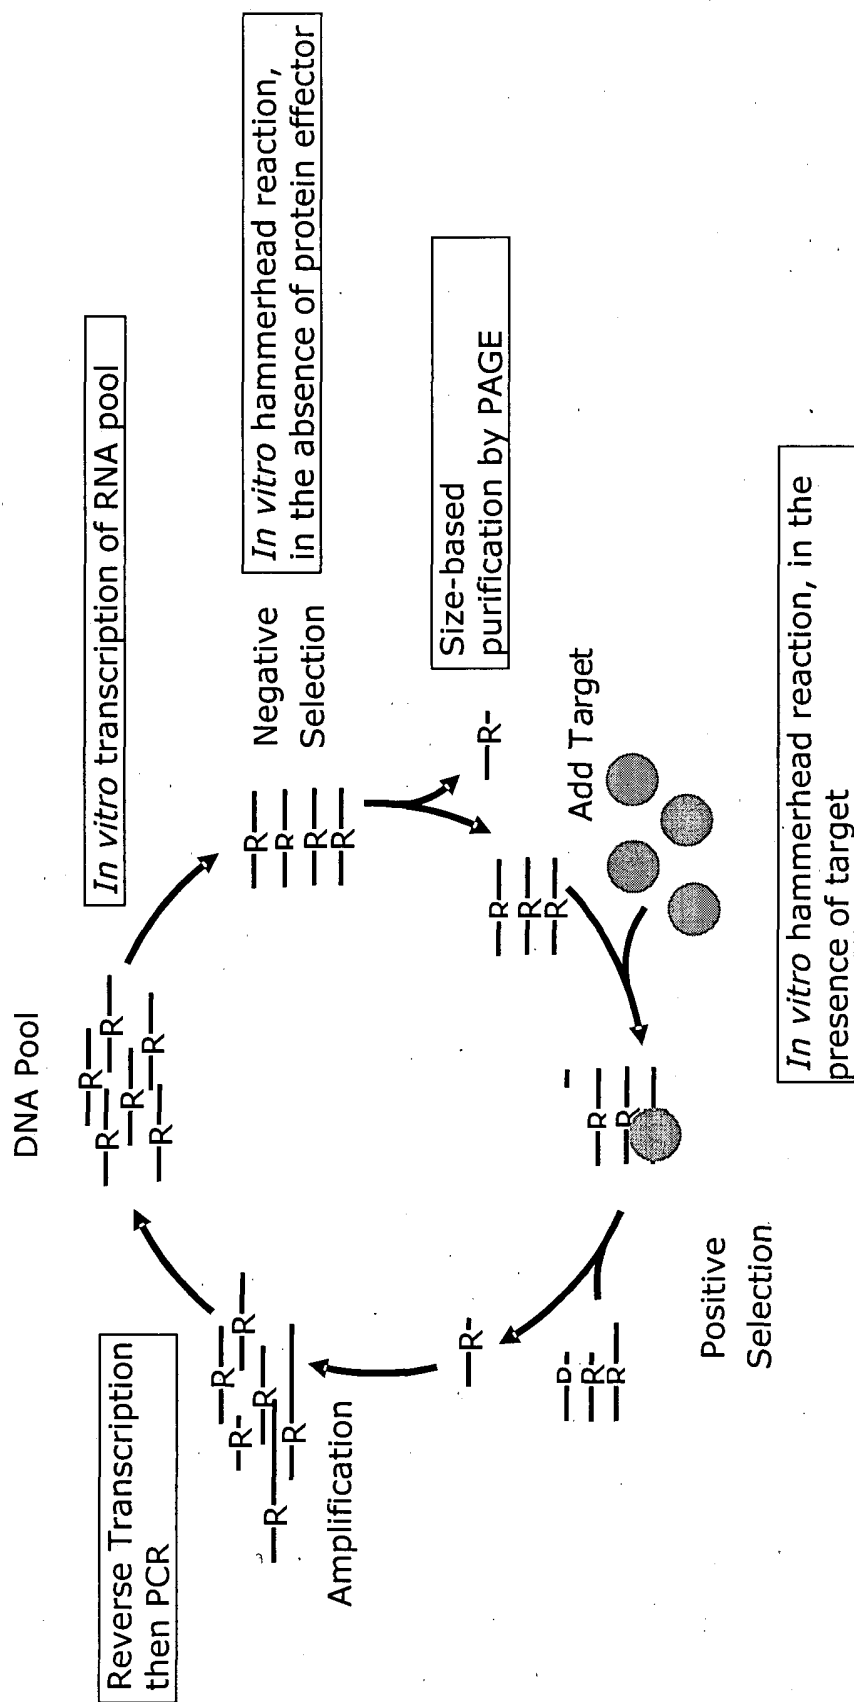 DNA Pool
In vitro transcription of RNA pool
—R—
—R—
—R—
—R—
—R—
—R—
Negative
Selection
In vitro hammerhead reaction,
in the absence of protein effector
—R—
—R—
—R—
—R—
Size-based
purification by PAGE
—R-
—R—
—R—
—R—
Add Target
In vitro hammerhead reaction, in the
presence of target
—R—
—R—
Positive
Selection
—R-
—R—
—R-
Amplification
—R—
—R—
-R-
—R—
—R—
—R—
Reverse Transcription
then PCR